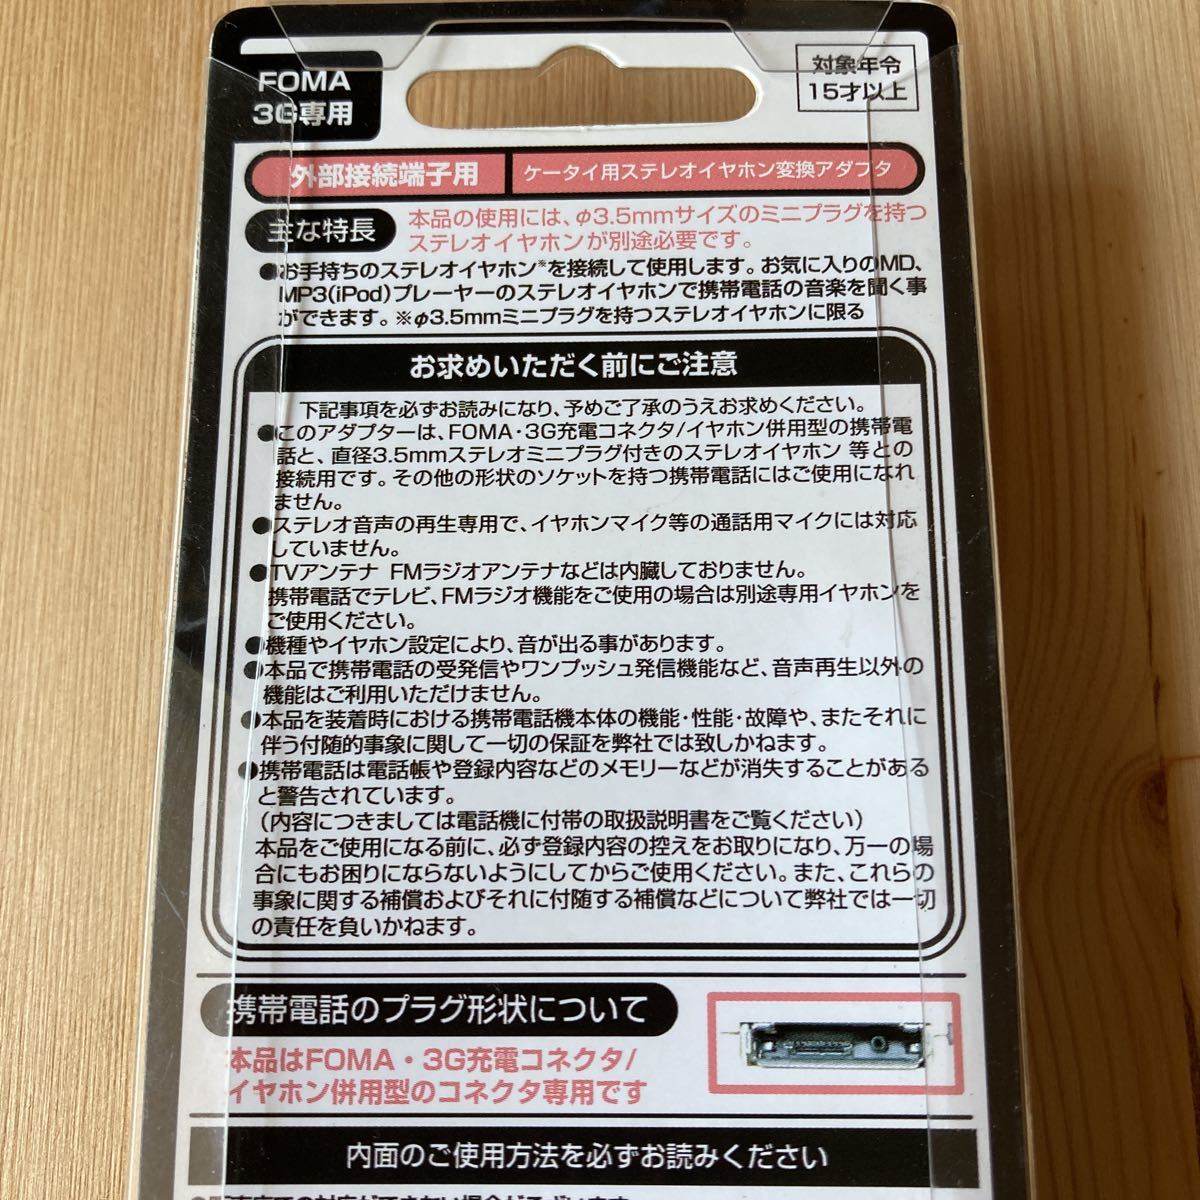 FOMA
3G専用
対象年令
15才以上
外部接続端子用
ケータイ用ステレオイヤホン変換アダプタ
主な特長
本品の使用には、φ3.5mmサイズのミニプラグを持つ
ステレオイヤホンが別途必要です。
●お手持ちのステレオイヤホン※を接続して使用します。お気に入りのMD、
MP3(iPod)プレーヤーのステレオイヤホンで携帯電話の音楽を聞く事
ができます。※φ3.5mmミニプラグを持つステレオイヤホンに限る
お求めいただく前にご注意
下記事項を必ずお読みになり、予めご了承のうえお求めください。
●このアダプターは、FOMA・3G充電コネクタ/イヤホン併用型の携帯電
話と、直径3.5mmステレオミニプラグ付きのステレオイヤホン 等との
接続用です。その他の形状のソケットを持つ携帯電話にはご使用になれ
ません。
●ステレオ音声の再生専用で、イヤホンマイク等の通話用マイクには対応
していません。
●TVアンテナ FMラジオアンテナなどは内臓しておりません。
携帯電話でテレビ、FMラジオ機能をご使用の場合は別途専用イヤホンを
ご使用ください。
●機種やイヤホン設定により、音が出る事があります。
●本品で携帯電話の受発信やワンプッシュ発信機能など、音声再生以外の
機能はご利用いただけません。
●本品を装着時における携帯電話機本体の機能・性能・故障や、またそれに
伴う付随的事象に関して一切の保証を弊社では致しかねます。
●携帯電話は電話帳や登録内容などのメモリーなどが消失することがある
と警告されています。
(内容につきましては電話機に付帯の取扱説明書をご覧ください)
本品をご使用になる前に、必ず登録内容の控えをお取りになり、万一の場
合にもお困りにならないようにしてからご使用ください。また、これらの
事象に関する補償およびそれに付随する補償などについて弊社では一切
の責任を負いかねます。
携帯電話のプラグ形状について
本品はFOMA・3G充電コネクタ/
イヤホン併用型のコネクタ専用です
内面のご使用方法を必ずお読みください